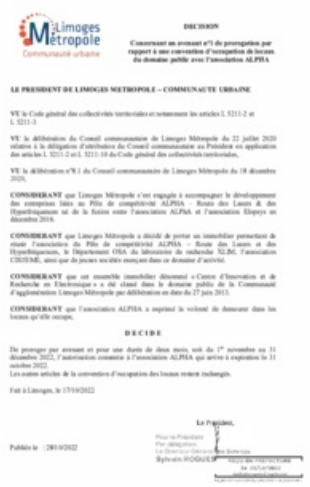 Limoges
Métropole
Communauté urbaine
DECISION
Concernant un avenant n°1 de prorogation par
rapport à une convention d'occupation de locaux
du domaine public avec l'association ALPHA
LE PRESIDENT DE LIMOGES METROPOLE – COMMUNAUTE URBAINE
VU le Code général des collectivités territoriales et notamment les articles L 5211-2 et
L 5211-3
VU la délibération du Conseil communautaire de Limoges Métropole du 22 juillet 2020
relative à la délégation d'attribution du Conseil communautaire au Président en application
des articles L 5211-2 et L 5211-10 du Code général des collectivités territoriales,
VU la délibération n°8.1 du Conseil communautaire de Limoges Métropole du 18 décembre
2020,
CONSIDERANT que Limoges Métropole s'est engagée à accompagner le développement
des entreprises liées au Pôle de compétitivité ALPHA – Route des Lasers & des
Hyperfréquences né de la fusion entre l'association ALPhA et l'association Elopsys en
décembre 2016.
CONSIDERANT que Limoges Métropole a décidé de porter un immobilier permettant de
réunir l'association du Pôle de compétitivité ALPHA – Route des Lasers et des
Hyperfréquences, le Département OSA du laboratoire de recherche XLIM, l'association
ainsi que de jeunes sociétés exerçant dans ce domaine d'activité.
CONSIDERANT que cet ensemble immobilier dénommé « Centre d'Innovation et de
Recherche en Electronique » a été classé dans le domaine public de la Communauté
d'agglomération Limoges Métropole par délibération en date du 27 juin 2013.
CONSIDERANT que l'association ALPHA a exprimé la volonté de demeurer dans les
locaux qu'elle occupe,
D E C I D E
De proroger par avenant et pour une durée de deux mois, soit du 1er novembre au 31
décembre 2022, l'autorisation consentie à l'association ALPHA qui arrive à expiration le 31
octobre 2022.
Les autres articles de la convention d'occupation des locaux restent inchangés.
Fait à Limoges, le 17/10/2022
Le Président,
Pour le Président
Par délégation
Le Directeur Général des Services
Sylvain ROQUES
Publiée le : 20/10/2022